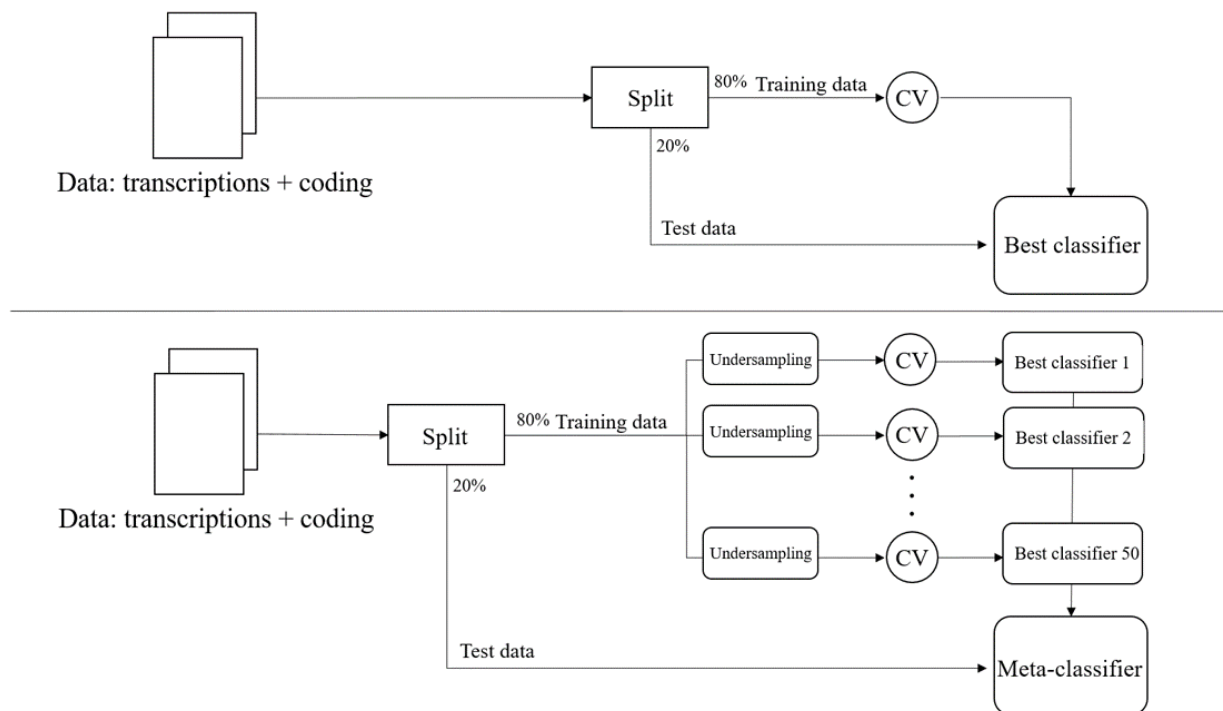 Split
80% Training data
CV
20%
Data: transcriptions + coding
Test data
Best classifier
Undersampling
CV
Best classifier 1
Split
80% Training data
Undersampling
CV
Best classifier 2
20%
Data: transcriptions + coding
Undersampling
CV
Best classifier 50
Test data
Meta-classifier